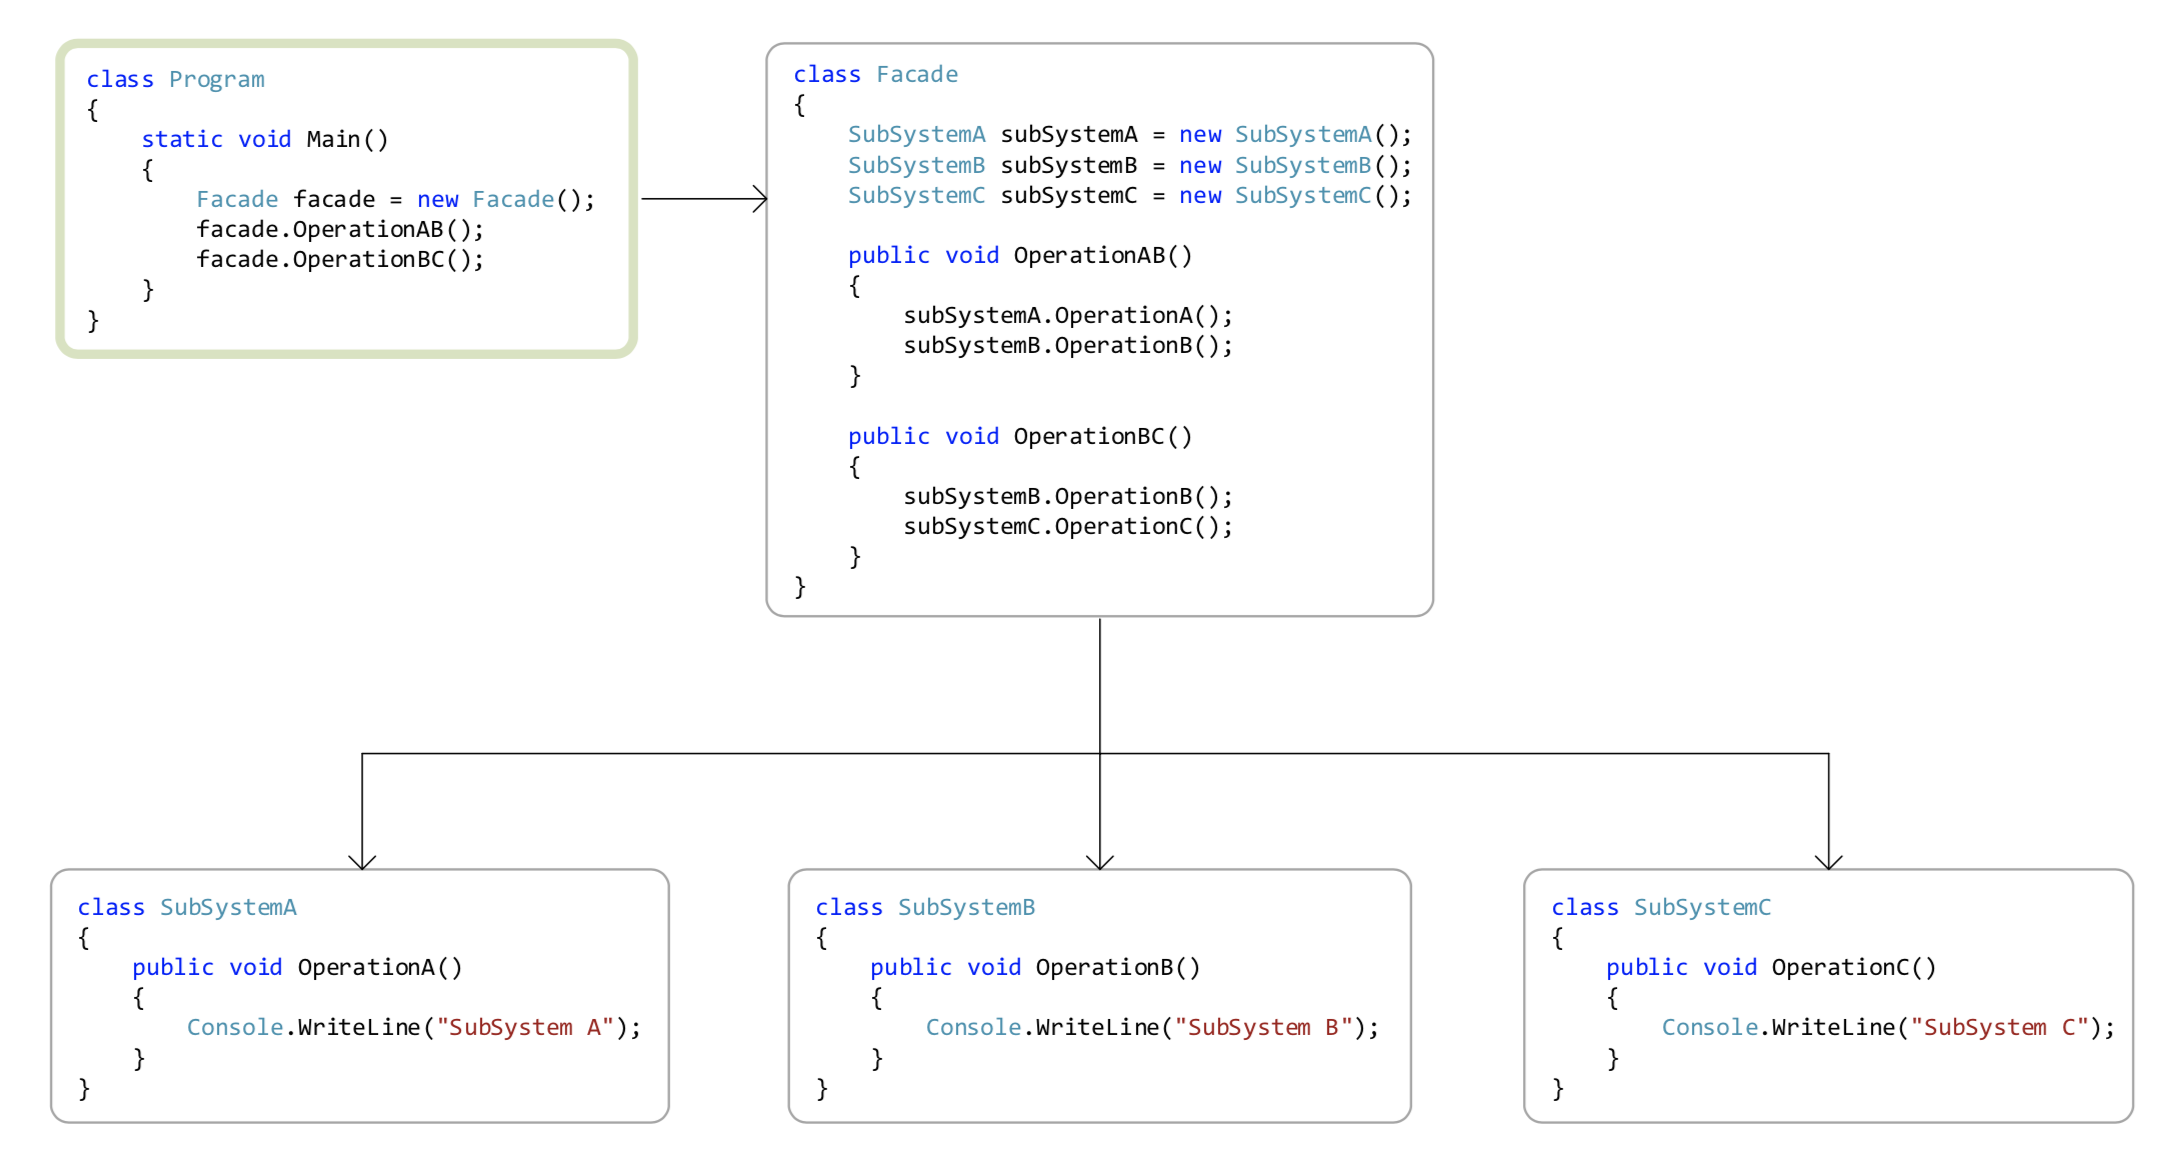 class Program
{
    static void Main()
    {
        Facade facade = new Facade();
        facade.OperationAB();
        facade.OperationBC();
    }
}
class Facade
{
    SubSystemA subSystemA = new SubSystemA();
    SubSystemB subSystemB = new SubSystemB();
    SubSystemC subSystemC = new SubSystemC();

    public void OperationAB()
    {
        subSystemA.OperationA();
        subSystemB.OperationB();
    }

    public void OperationBC()
    {
        subSystemB.OperationB();
        subSystemC.OperationC();
    }
}
class SubSystemA
{
    public void OperationA()
    {
        Console.WriteLine("SubSystem A");
    }
}
class SubSystemB
{
    public void OperationB()
    {
        Console.WriteLine("SubSystem B");
    }
}
class SubSystemC
{
    public void OperationC()
    {
        Console.WriteLine("SubSystem C");
    }
}